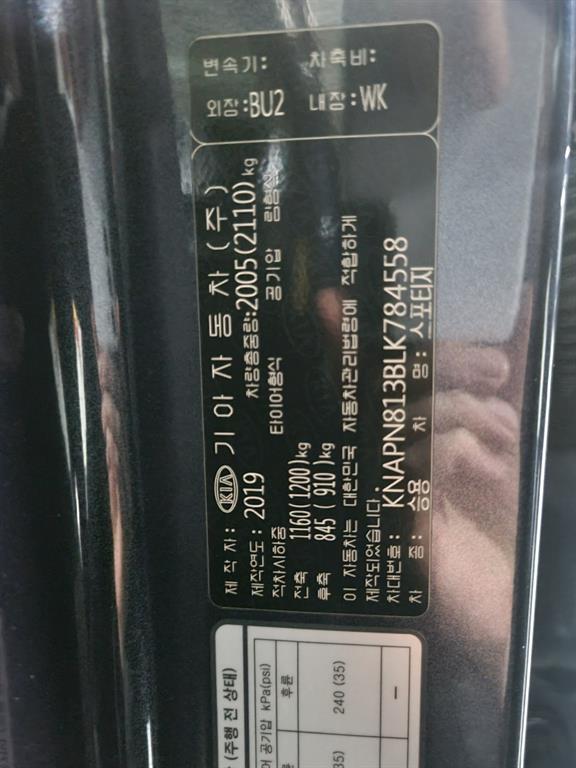 변속기: 차축비:
외장:BU2 내장:WK
제 작 자: KIA 기 아 자 동 차 ( 주 )
제작연도: 2019 차량총중량:2005(2110)kg
적차시하중 타이어형식 공기압 림형식
전축 1160(1200)kg
후축 845 ( 910)kg
이 자동차는 대한민국 자동차관리법령에 적합하게
제작되었습니다.
차대번호: KNAPN813BLK784558
차 종: 승용 차 명: 스포티지
(주행 전 상태)
공기압 kPa(psi)
후륜
240 (35)
35)
–